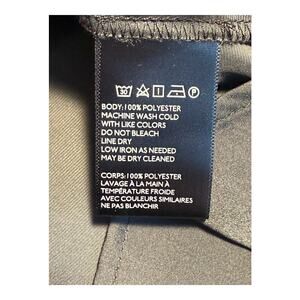 BODY: 100% POLYESTER
MACHINE WASH COLD
WITH LIKE COLORS
DO NOT BLEACH
LINE DRY
LOW IRON AS NEEDED
MAY BE DRY CLEANED
CORPS: 100% POLYESTER
LAVAGE À LA MAIN À
TEMPÉRATURE FROIDE
AVEC COULEURS SIMILAIRES
NE PAS BLANCHIR